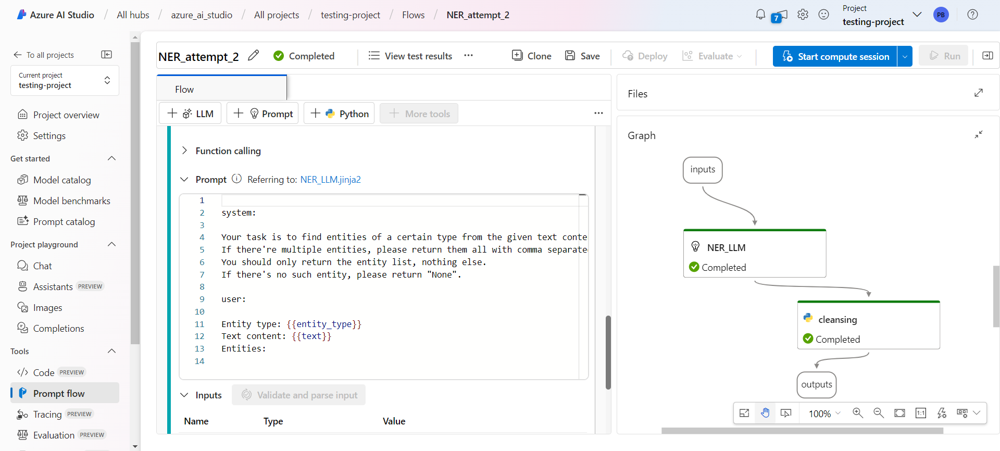 Azure AI Studio / All hubs / azure_ai_studio / All projects / testing-project / Flows / NER_attempt_2
7
Project
testing-project
PB
To all projects
Current project
testing-project
Project overview
Settings
Get started
Model catalog
Model benchmarks
Prompt catalog
Project playground
Chat
Assistants PREVIEW
Images
Completions
Tools
Code PREVIEW
Prompt flow
Tracing PREVIEW
Evaluation PREVIEW
NER_attempt_2 Completed View test results ... Clone Save Deploy Evaluate Start compute session Run
Flow
+ LLM + Prompt + Python + More tools ...
Function calling
Prompt Referring to: NER_LLM.jinja2
1
2 system:
3
4 Your task is to find entities of a certain type from the given text conte
5 If there're multiple entities, please return them all with comma separate
6 You should only return the entity list, nothing else.
7 If there's no such entity, please return "None".
8
9 user:
10
11 Entity type: {{entity_type}}
12 Text content: {{text}}
13 Entities:
14
Inputs Validate and parse input
Name Type Value
Files
Graph
inputs
NER_LLM
Completed
cleansing
Completed
outputs
100% 1:1